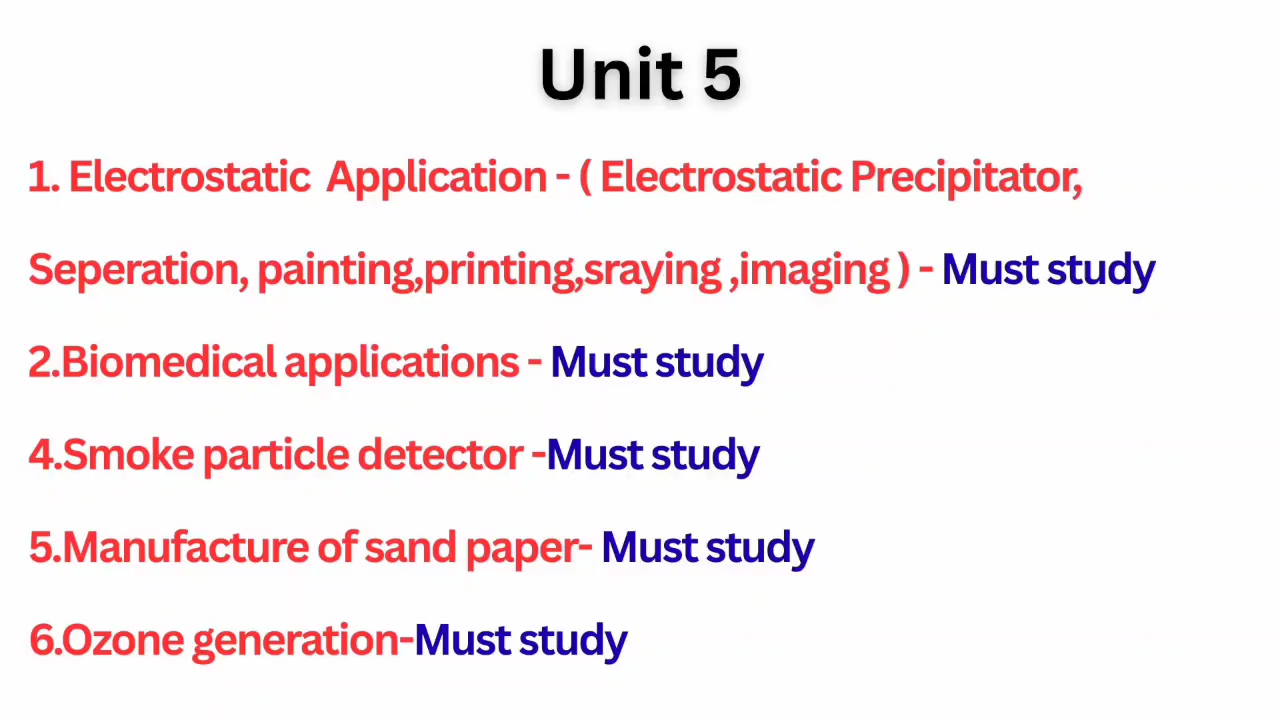 Unit 5
1. Electrostatic Application - ( Electrostatic Precipitator,
Seperation, painting,printing,sraying ,imaging ) - Must study
2.Biomedical applications - Must study
4.Smoke particle detector -Must study
5.Manufacture of sand paper- Must study
6.Ozone generation-Must study